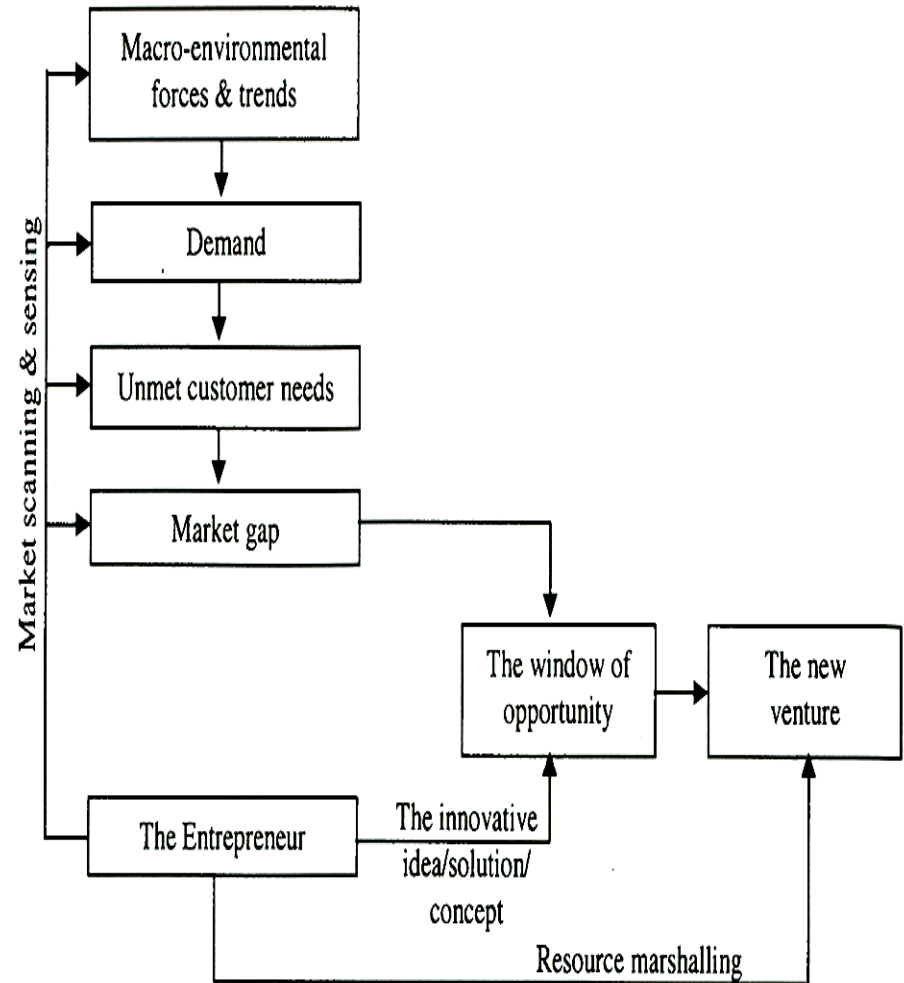 Macro-environmental
forces & trends
Demand
Unmet customer needs
Market gap
Market scanning & sensing
The window of
opportunity
The new
venture
The Entrepreneur
The innovative
idea/solution/
concept
Resource marshalling